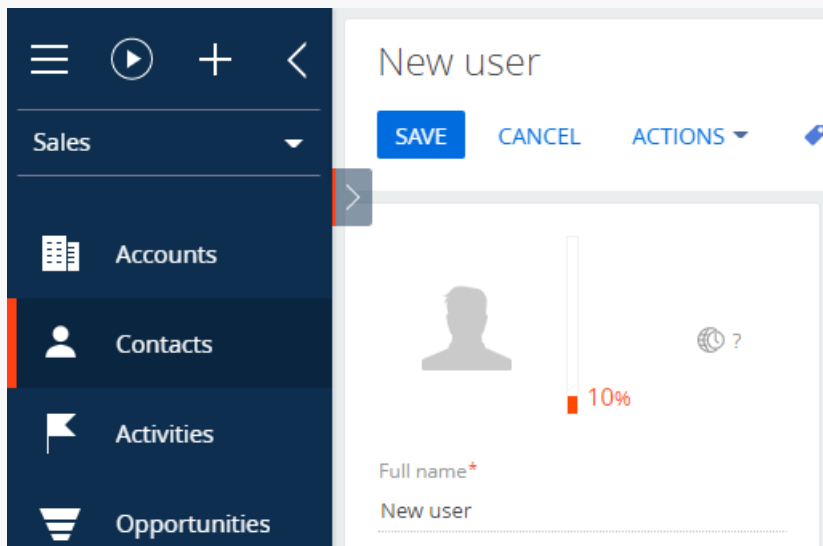 Sales
Accounts
Contacts
Activities
Opportunities
New user
SAVE CANCEL ACTIONS
?
10%
Full name*
New user